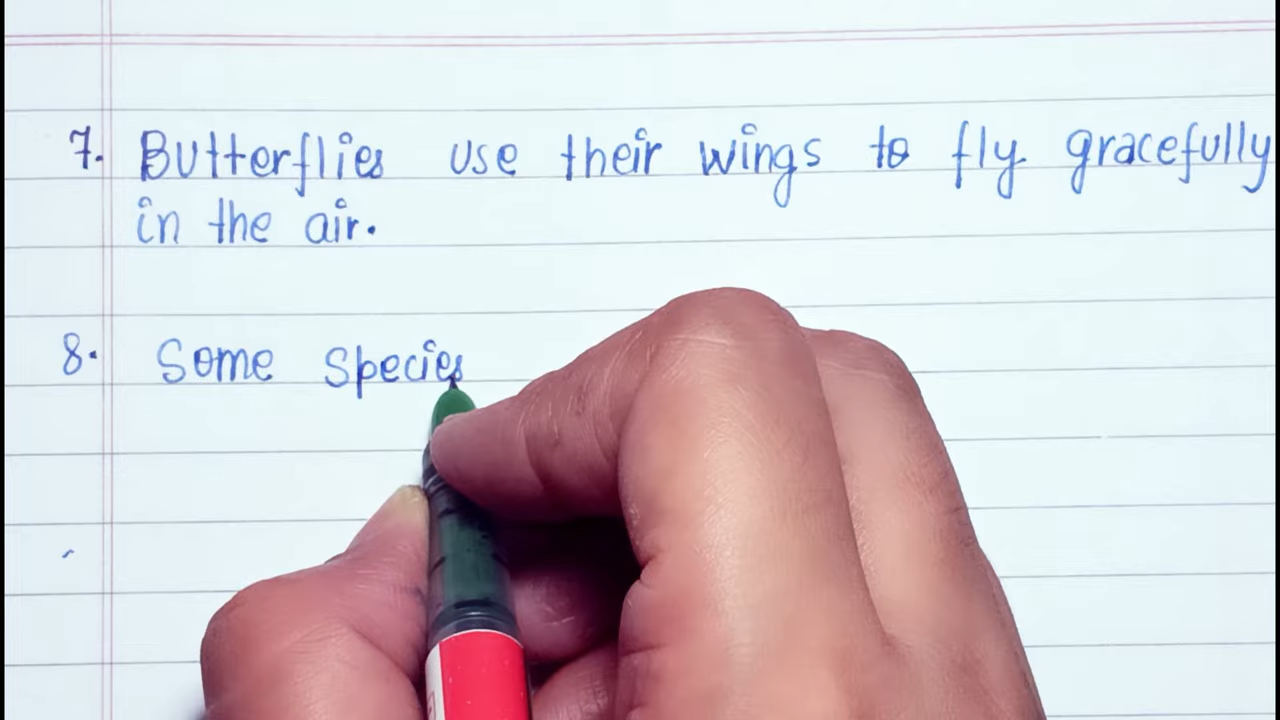 7. Butterflies use their wings to fly gracefully
in the air.
8. Some species